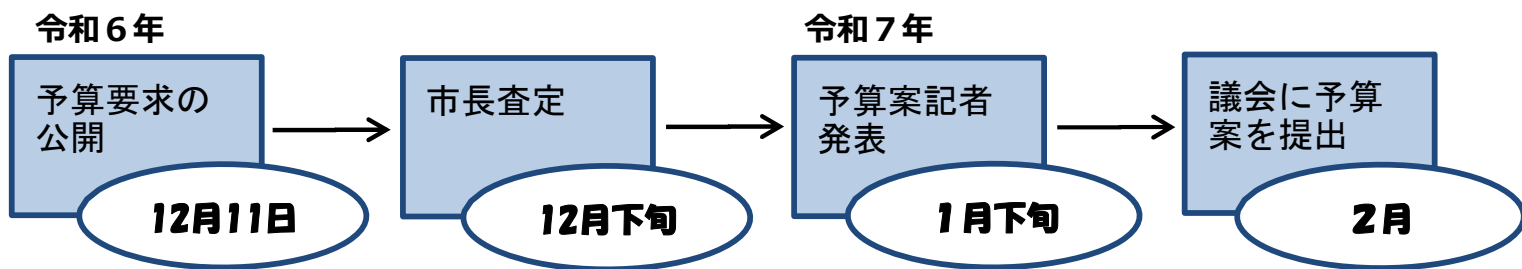 令和６年
予算要求の
公開
12月11日
市長査定
12月下旬
令和７年
予算案記者
発表
１月下旬
議会に予算
案を提出
２月